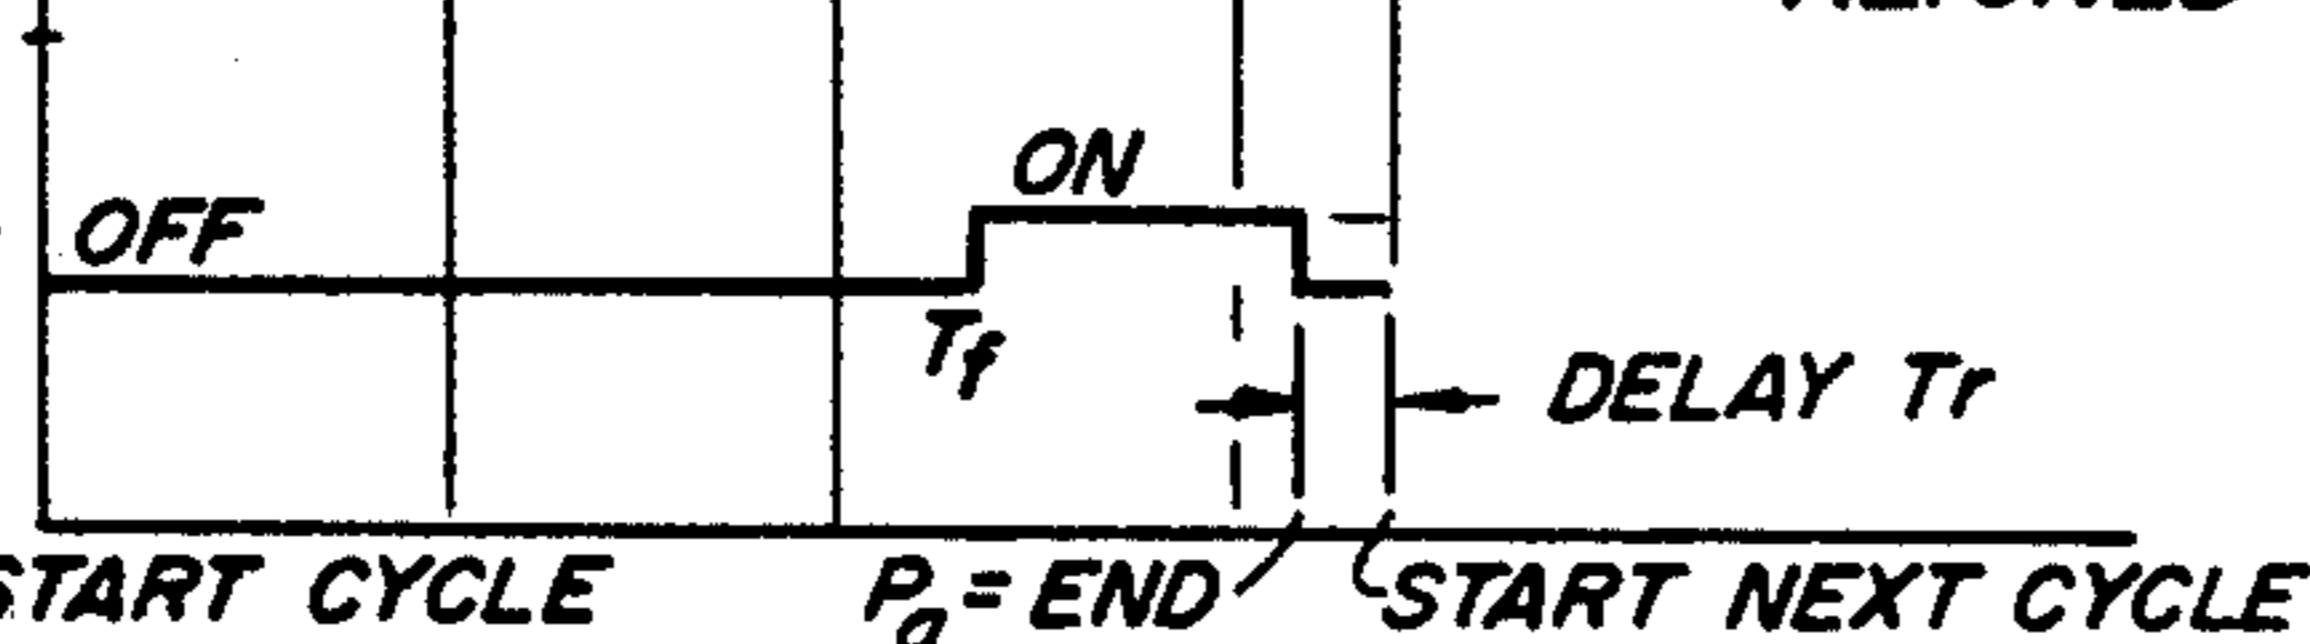 ON
OFF
Tf
DELAY Tr
START CYCLE
Pa = END
START NEXT CYCLE